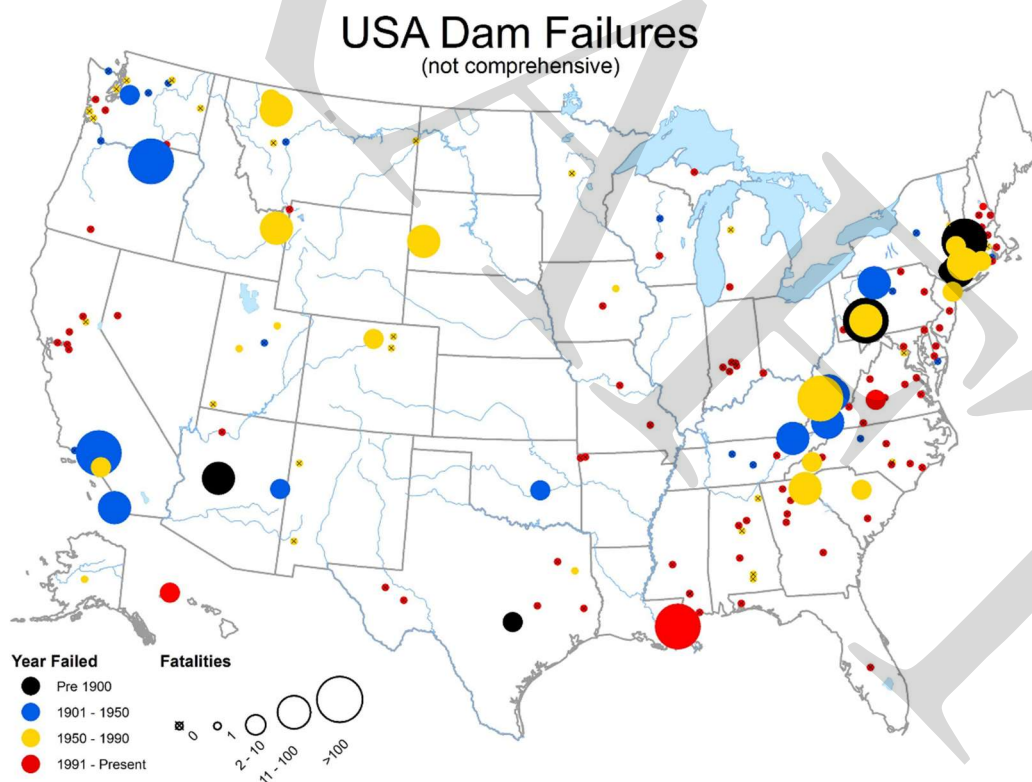 USA Dam Failures
(not comprehensive)
Year Failed
Pre 1900
1901 - 1950
1950 - 1990
1991 - Present
Fatalities
0
1
2 - 10
11 - 100
>100